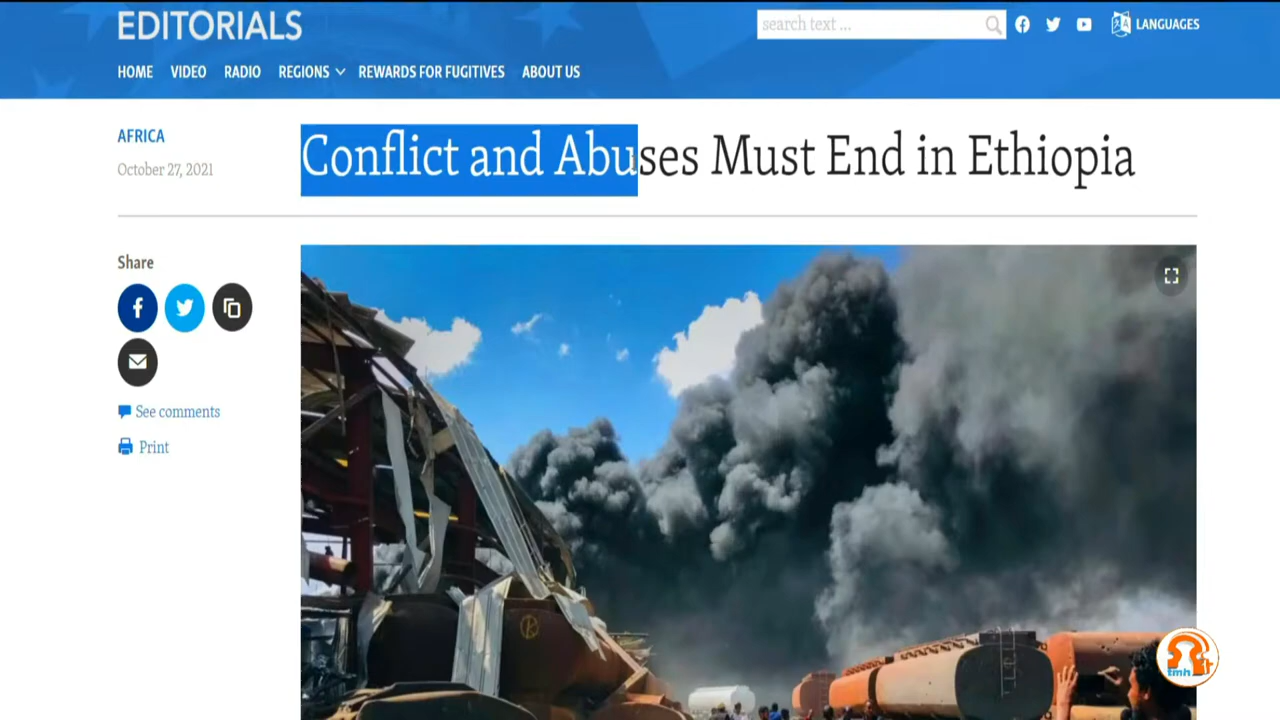 EDITORIALS
search text ...
LANGUAGES
HOME VIDEO RADIO REGIONS REWARDS FOR FUGITIVES ABOUT US
AFRICA
October 27, 2021
Conflict and Abuses Must End in Ethiopia
Share
See comments
Print
tmh